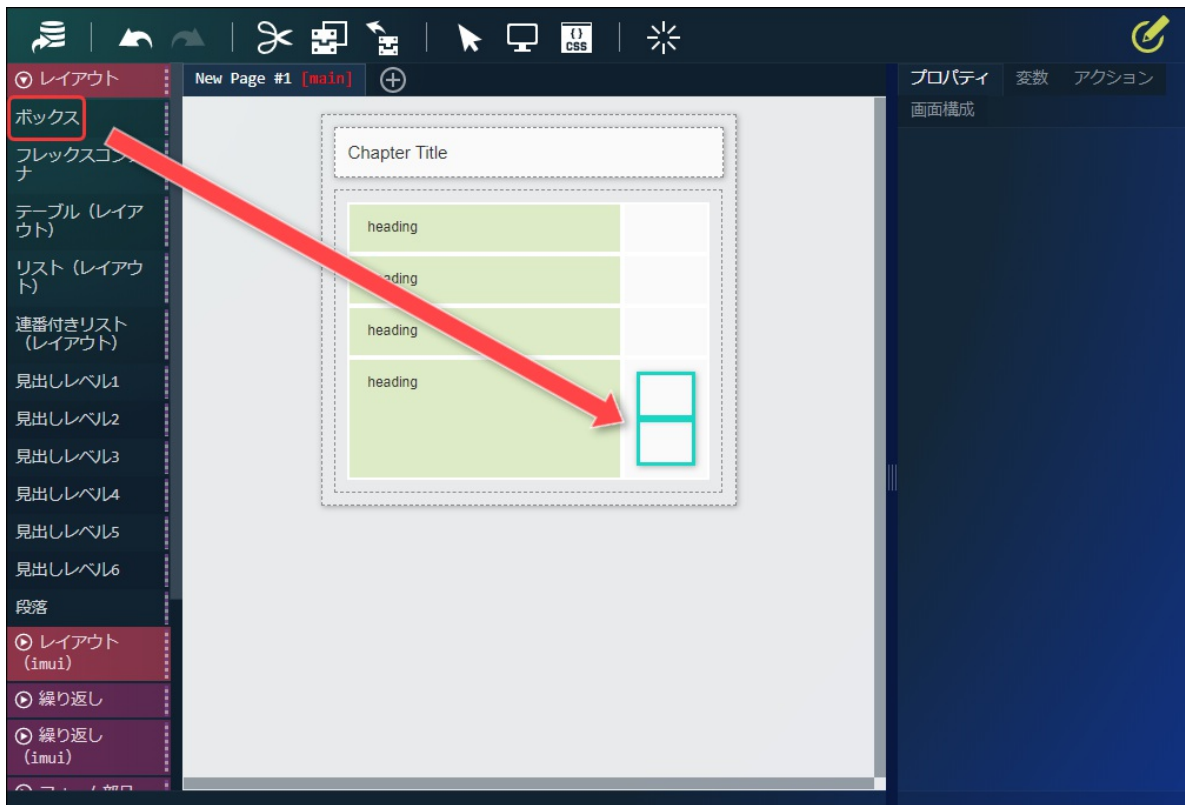 {}
CSS
レイアウト
New Page #1 [main]
プロパティ
変数
アクション
画面構成
ボックス
フレックスコンテ
ナ
テーブル（レイア
ウト）
リスト（レイアウ
ト）
連番付きリスト
（レイアウト）
見出しレベル1
見出しレベル2
見出しレベル3
見出しレベル4
見出しレベル5
見出しレベル6
段落
レイアウト
（imui）
繰り返し
繰り返し
（imui）
Chapter Title
heading
heading
heading
heading